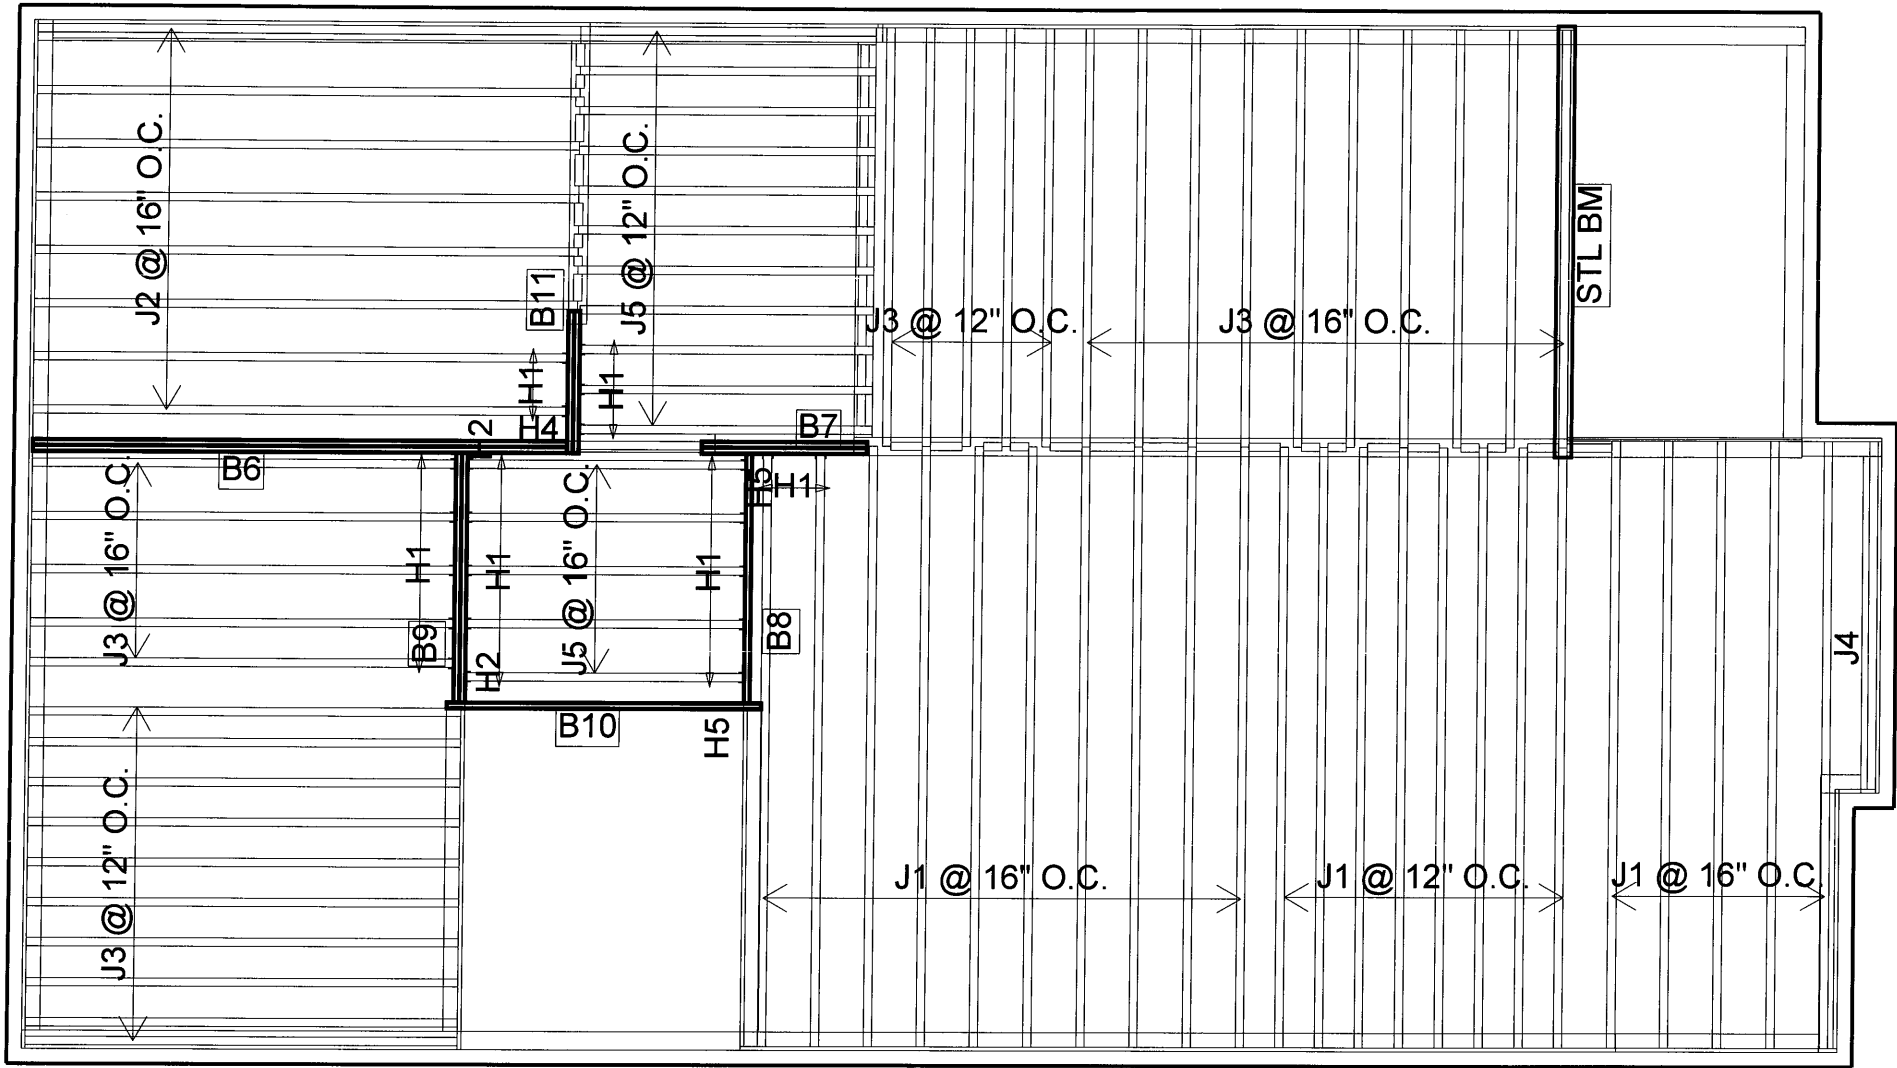 J2 @ 16" O.C.
J5 @ 12" O.C.
B11
STL BM
J3 @ 12" O.C.
J3 @ 16" O.C.
H1
H1
H4
B7
B6
H5
H1
J3 @ 16" O.C.
H1
H1
J5 @ 16" O.C.
H1
B9
H2
B8
J4
B10
H5
J3 @ 12" O.C.
J1 @ 16" O.C.
J1 @ 12" O.C.
J1 @ 16" O.C.